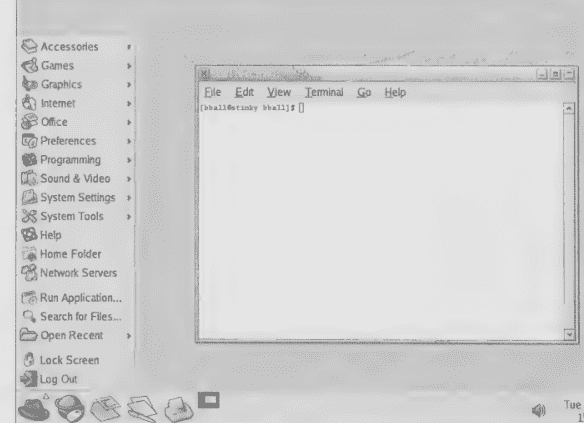 Accessories
Games
Graphics
Internet
Office
Preferences
Programming
Sound & Video
System Settings
System Tools
Help
Home Folder
Network Servers
Run Application...
Search for Files...
Open Recent
Lock Screen
Log Out
File Edit View Terminal Go Help
[bball@stinky bball]$
Tue